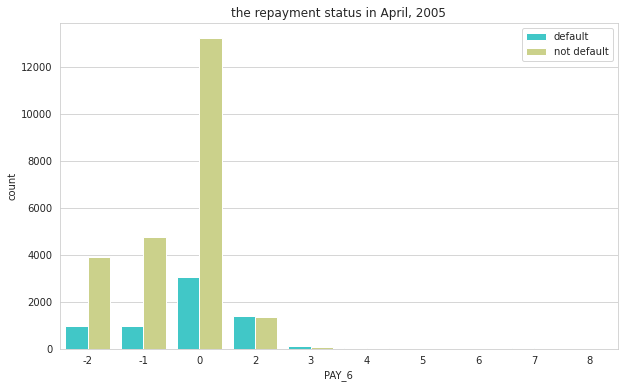 the repayment status in April, 2005
default
not default
12000
10000
8000
6000
4000
2000
0
count
-2 -1 0 2 3 4 5 6 7 8
PAY_6